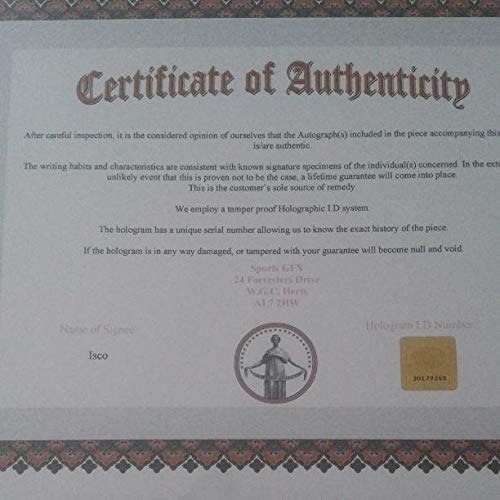 Certificate of Authenticity
After careful inspection, it is the considered opinion of ourselves that the Autograph(s) included in the piece accompanying this
is/are authentic.
The writing habits and characteristics are consistent with known signature specimens of the individual(s) concerned. In the
unlikely event that this is proven not to be the case, a lifetime guarantee will come into place.
This is the customer's sole source of remedy
We employ a tamper proof Holographic I.D system.
The hologram has a unique serial number allowing us to know the exact history of the piece.
If the hologram is in any way damaged, or tampered with your guarantee will become null and void.
Sports GFX
24 Forresters Drive
W.G.C, Herts,
AL7 2HW
Name of Signee
Hologram I.D Number
Isco
30179265